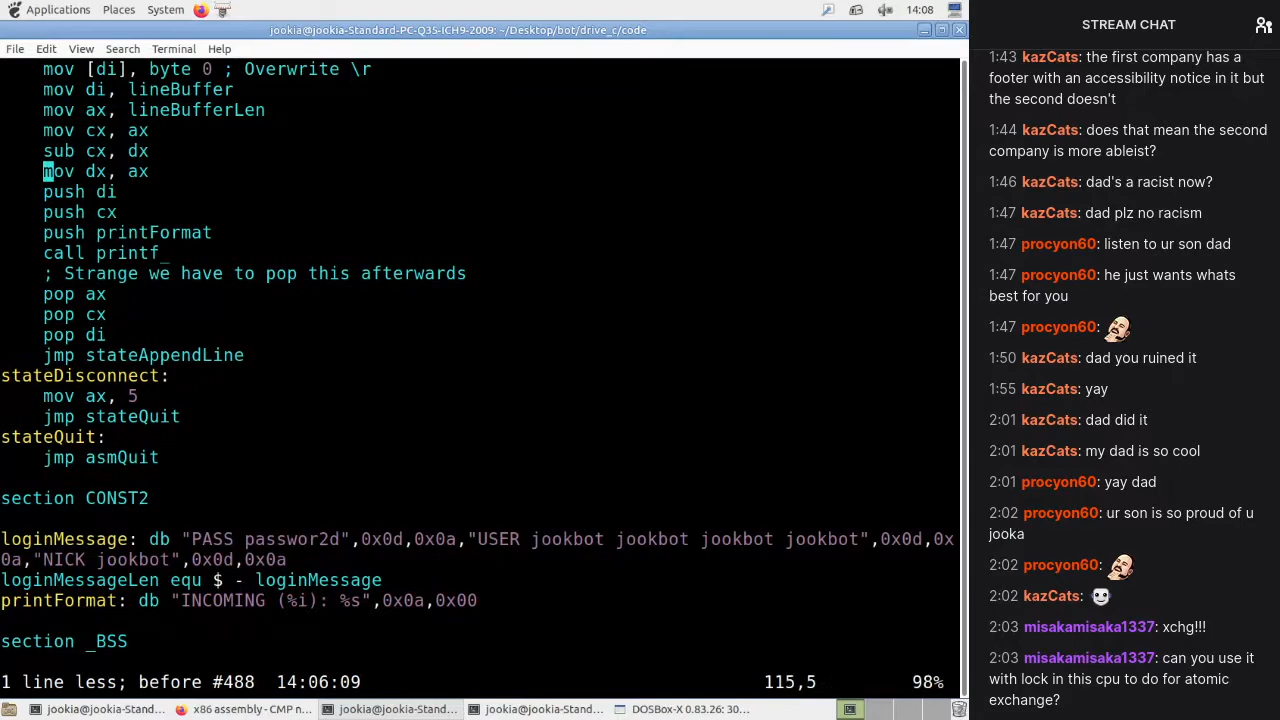 Applications Places System 14:08
jookia@jookia-Standard-PC-Q35-ICH9-2009: ~/Desktop/bot/drive_c/code
File Edit View Search Terminal Help
mov [di], byte 0 ; Overwrite \r
mov di, lineBuffer
mov ax, lineBufferLen
mov cx, ax
sub cx, dx
mov dx, ax
push di
push cx
push printFormat
call printf_
; Strange we have to pop this afterwards
pop ax
pop cx
pop di
jmp stateAppendLine
stateDisconnect:
mov ax, 5
jmp stateQuit
stateQuit:
jmp asmQuit
section CONST2
loginMessage: db "PASS passwor2d",0x0d,0x0a,"USER jookbot jookbot jookbot jookbot",0x0d,0x
0a,"NICK jookbot",0x0d,0x0a
loginMessageLen equ $ - loginMessage
printFormat: db "INCOMING (%i): %s",0x0a,0x00
section _BSS
1 line less; before #488 14:06:09 115,5 98%
jookia@jookia-Stand... x86 assembly - CMP n... jookia@jookia-Stand... jookia@jookia-Stand... DOSBox-X 0.83.26: 30...
STREAM CHAT
1:43 kazCats: the first company has a
footer with an accessibility notice in it but
the second doesn't
1:44 kazCats: does that mean the second
company is more ableist?
1:46 kazCats: dad's a racist now?
1:47 kazCats: dad plz no racism
1:47 procyon60: listen to ur son dad
1:47 procyon60: he just wants whats
best for you
1:47 procyon60:
1:50 kazCats: dad you ruined it
1:55 kazCats: yay
2:01 kazCats: dad did it
2:01 kazCats: my dad is so cool
2:01 procyon60: yay dad
2:02 procyon60: ur son is so proud of u
jooka
2:02 procyon60:
2:02 kazCats:
2:03 misakamisaka1337: xchg!!!
2:03 misakamisaka1337: can you use it
with lock in this cpu to do for atomic
exchange?